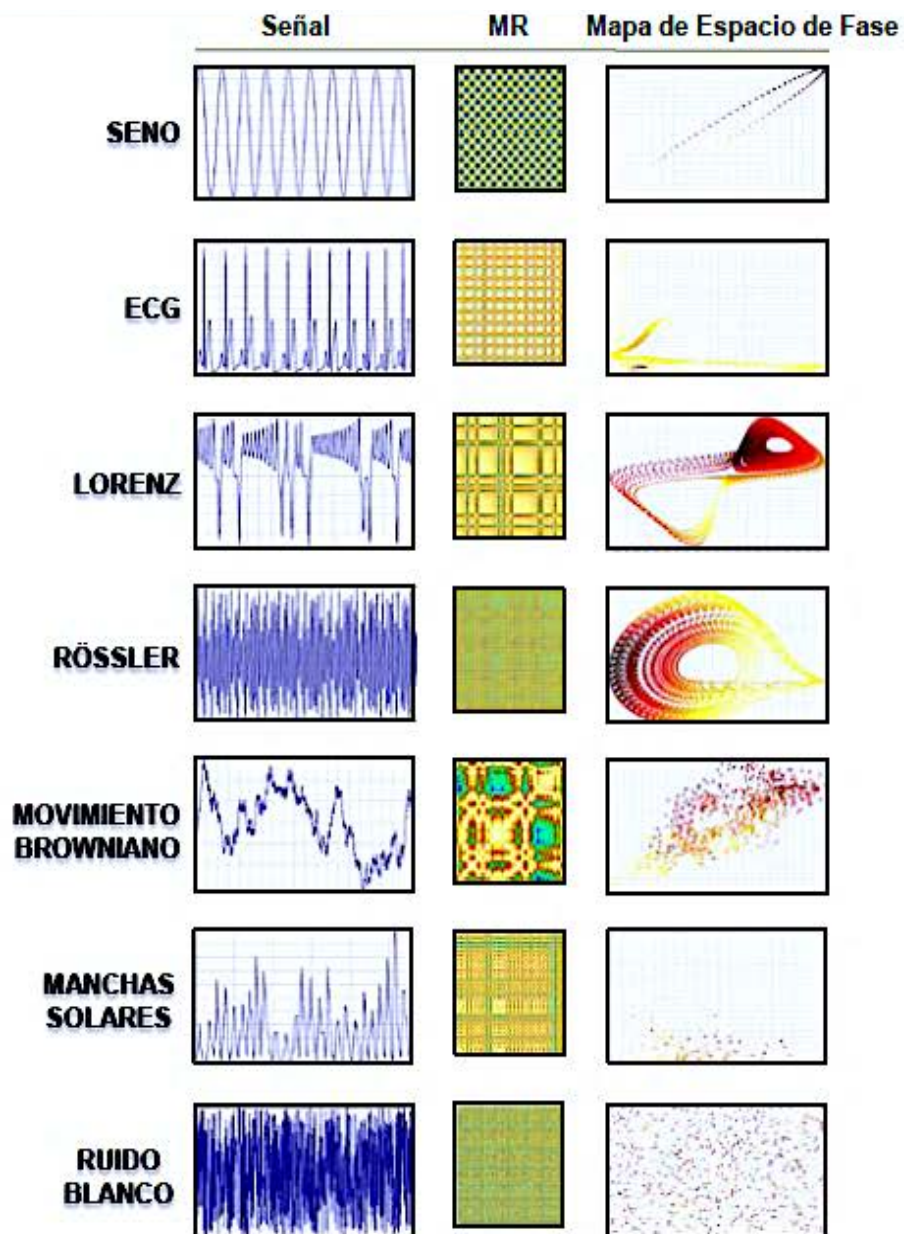 Señal MR Mapa de Espacio de Fase
SENO
ECG
LORENZ
RÖSSLER
MOVIMIENTO
BROWNIANO
MANCHAS
SOLARES
RUIDO
BLANCO